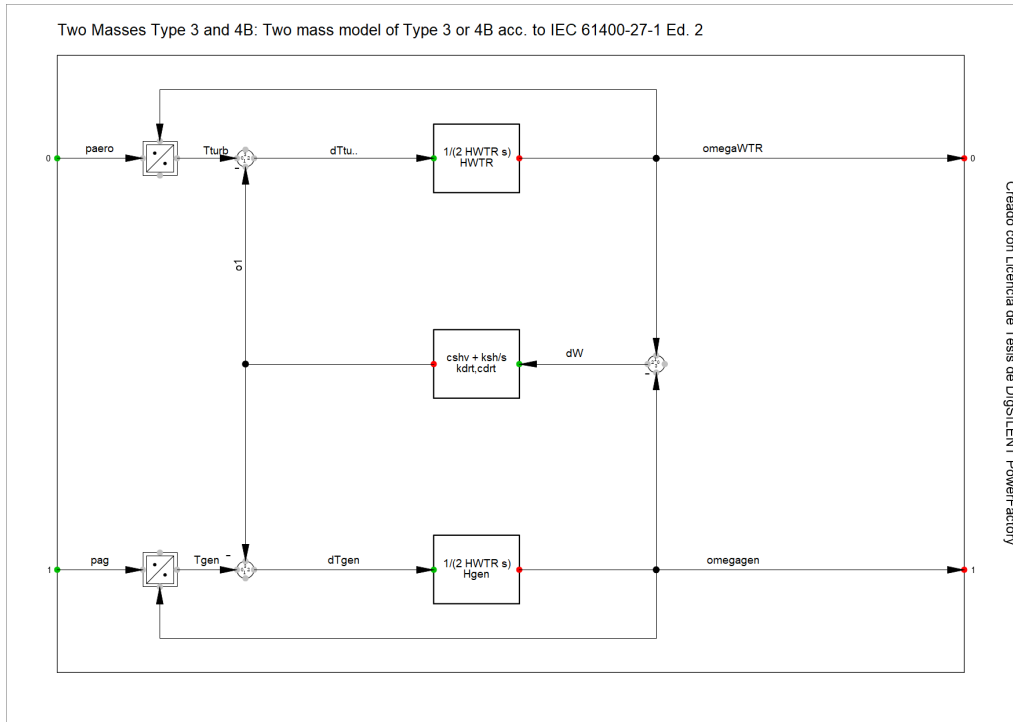 Two Masses Type 3 and 4B: Two mass model of Type 3 or 4B acc. to IEC 61400-27-1 Ed. 2
0
paero
Tturb
-
dTtu..
1/(2 HWTR s)
HWTR
omegaWTR
0
o1
cshv + ksh/s
kdrt,cdrt
dW
-
1
pag
Tgen
-
dTgen
1/(2 HWTR s)
Hgen
omegagen
1
Creado con Licencia de Tesis de DIgSILENT PowerFactory